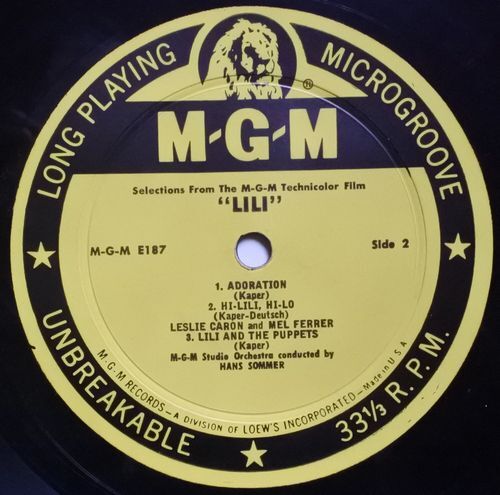 LONG PLAYING
MICROGROOVE
®
M-G-M
Selections From The M-G-M Technicolor Film
"LILI"
M-G-M E187
Side 2
1. ADORATION
(Kaper)
2. HI-LILI, HI-LO
(Kaper-Deutsch)
LESLIE CARON and MEL FERRER
3. LILI AND THE PUPPETS
(Kaper)
M-G-M Studio Orchestra conducted by
HANS SOMMER
M-G-M RECORDS – A DIVISION OF LOEW'S INCORPORATED – Made in U.S.A
UNBREAKABLE
33⅓ R.P.M.